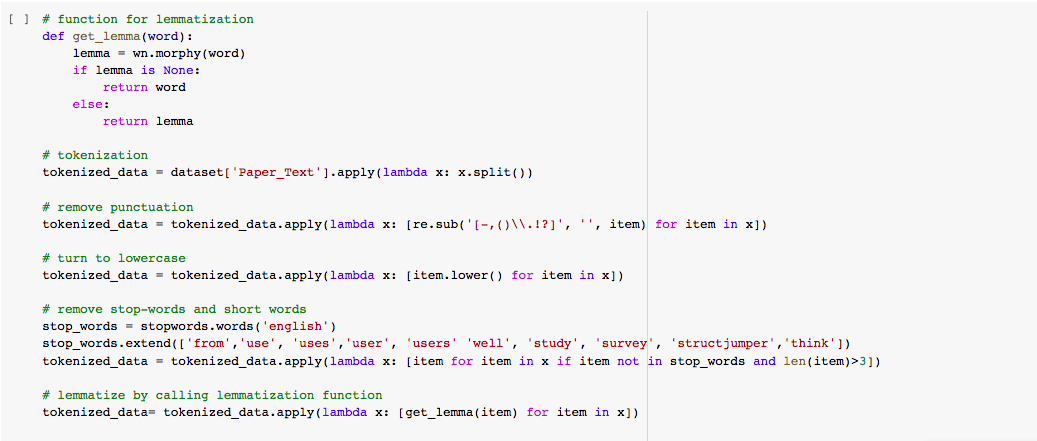 [ ] # function for lemmatization
def get_lemma(word):
    lemma = wn.morphy(word)
    if lemma is None:
        return word
    else:
        return lemma
# tokenization
tokenized_data = dataset['Paper_Text'].apply(lambda x: x.split())
# remove punctuation
tokenized_data = tokenized_data.apply(lambda x: [re.sub('[-,()\\.!?]', '', item) for item in x])
# turn to lowercase
tokenized_data = tokenized_data.apply(lambda x: [item.lower() for item in x])
# remove stop-words and short words
stop_words = stopwords.words('english')
stop_words.extend(['from','use', 'uses','user', 'users' 'well', 'study', 'survey', 'structjumper','think'])
tokenized_data = tokenized_data.apply(lambda x: [item for item in x if item not in stop_words and len(item)>3])
# lemmatize by calling lemmatization function
tokenized_data= tokenized_data.apply(lambda x: [get_lemma(item) for item in x])